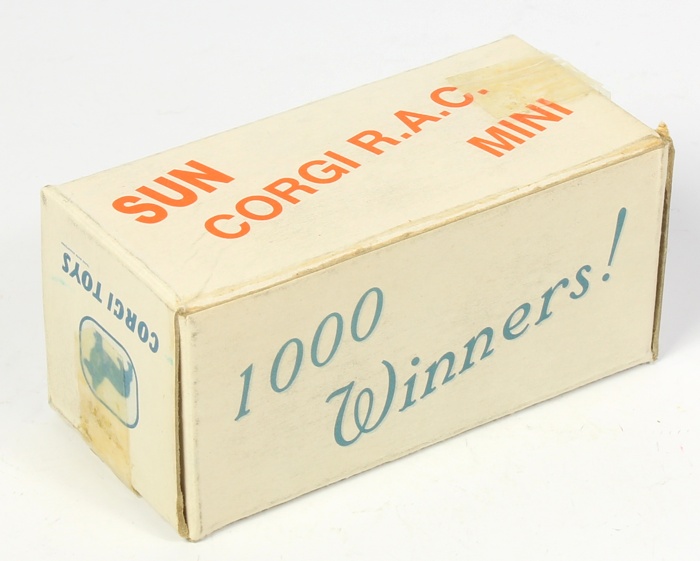 SUN
CORGI R.A.C.
MINI
1000
Winners!
CORGI TOYS